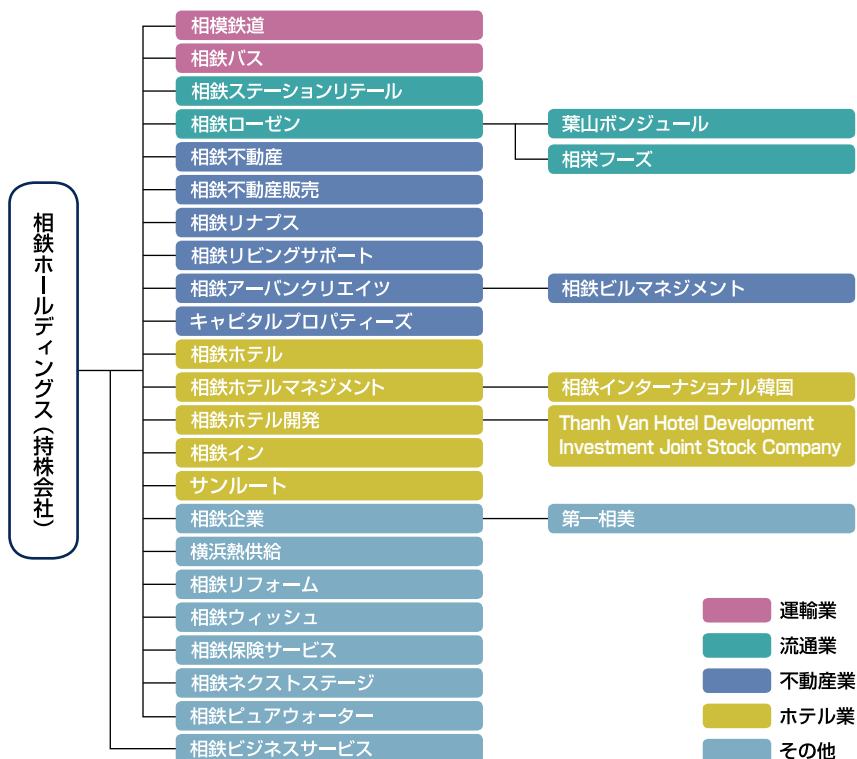 相鉄ホールディングス（持株会社）
相模鉄道
相鉄バス
相鉄ステーションリテール
相鉄ローゼン
葉山ボンジュール
相栄フーズ
相鉄不動産
相鉄不動産販売
相鉄リナプス
相鉄リビングサポート
相鉄アーバンクリエイツ
相鉄ビルマネジメント
キャピタルプロパティーズ
相鉄ホテル
相鉄ホテルマネジメント
相鉄インターナショナル韓国
相鉄ホテル開発
Thanh Van Hotel Development
Investment Joint Stock Company
相鉄イン
サンルート
相鉄企業
第一相美
横浜熱供給
相鉄リフォーム
相鉄ウィッシュ
相鉄保険サービス
相鉄ネクストステージ
相鉄ピュアウォーター
相鉄ビジネスサービス
運輸業
流通業
不動産業
ホテル業
その他